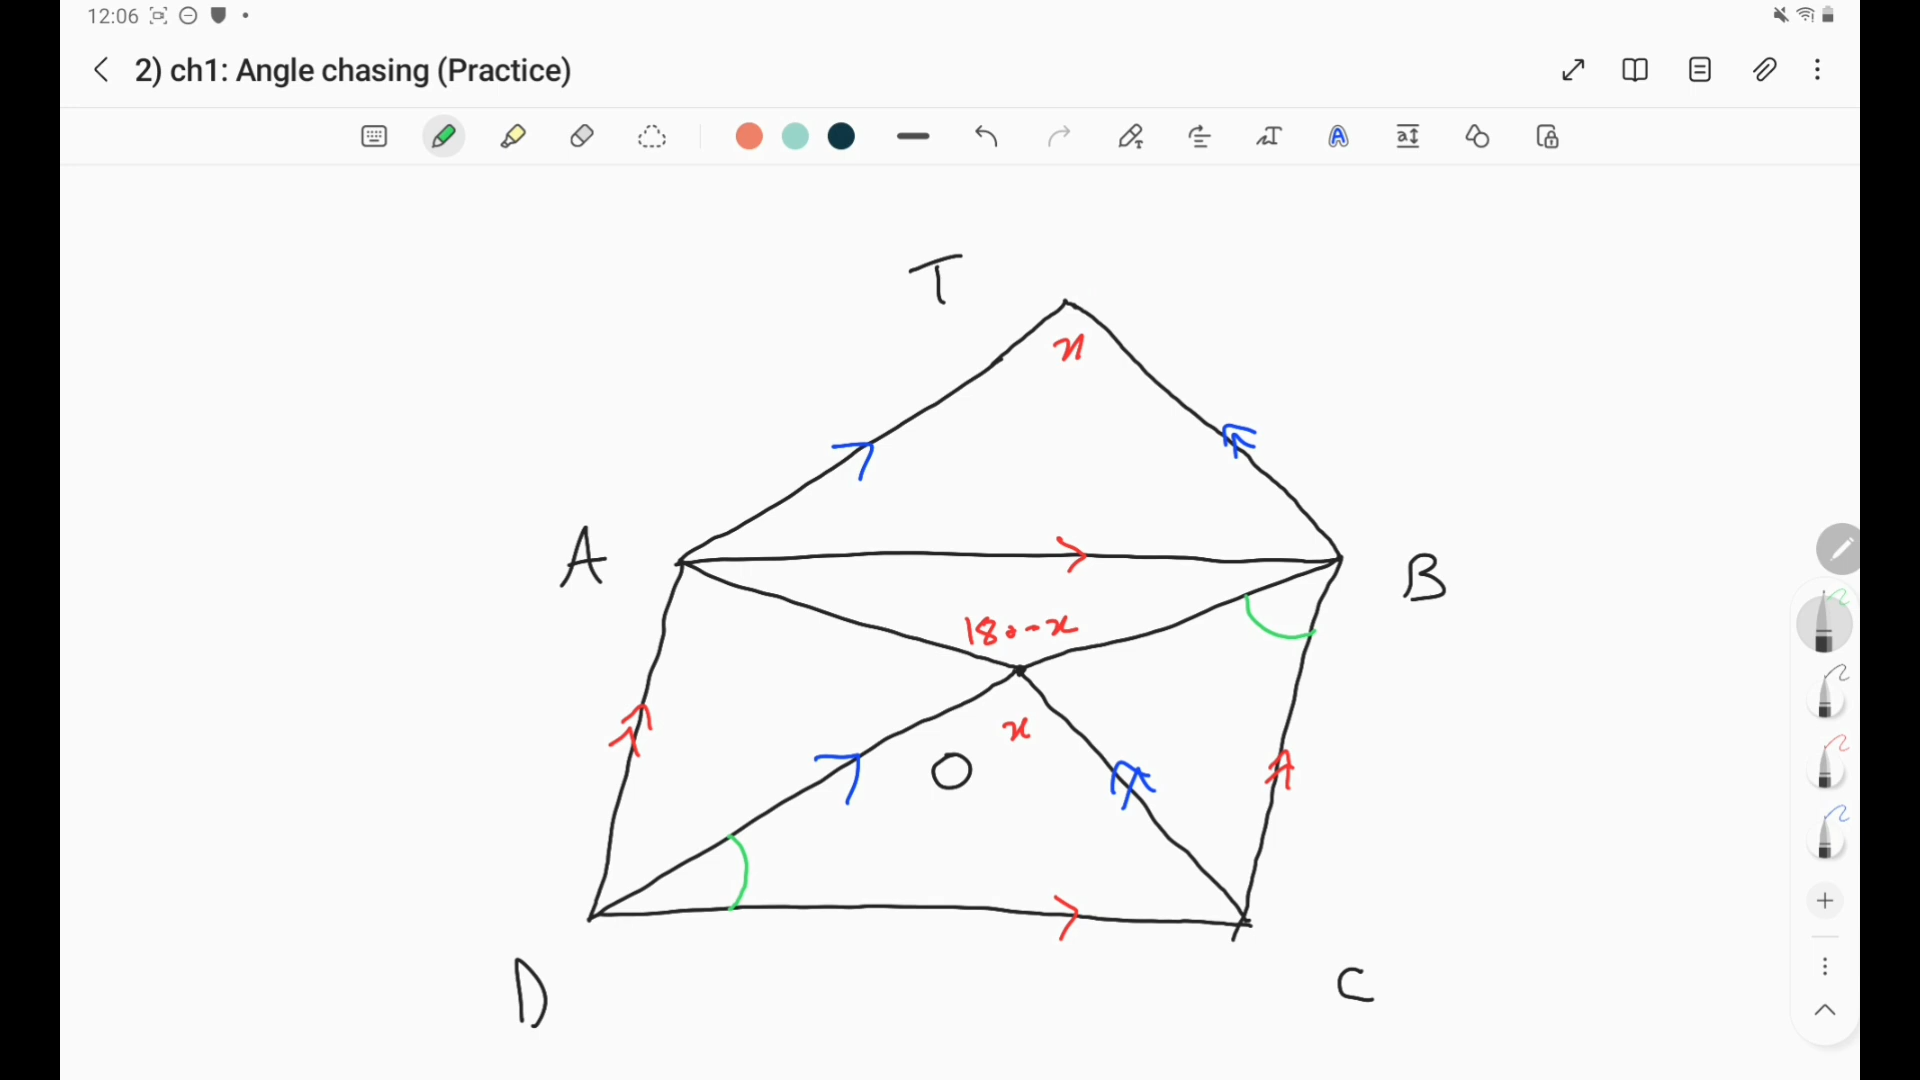 12:06
2) ch1: Angle chasing (Practice)
T
x
A
B
180-x
x
O
D
C